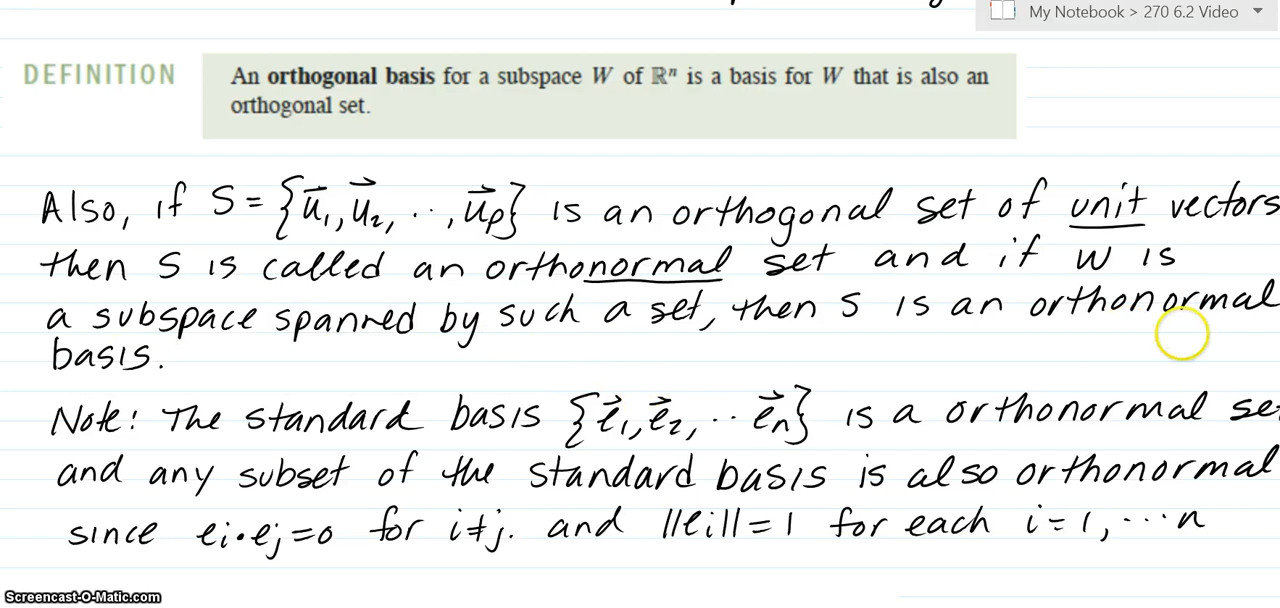 My Notebook > 270 6.2 Video
DEFINITION
An orthogonal basis for a subspace W of ℝⁿ is a basis for W that is also an
orthogonal set.
Also, if S = {u⃗₁, u⃗₂, ..., u⃗ₚ} is an orthogonal set of unit vectors
then S is called an orthonormal set and if W is
a subspace spanned by such a set, then S is an orthonormal
basis.
Note: The standard basis {e⃗₁, e⃗₂, ... e⃗ₙ} is a orthonormal se
and any subset of the standard basis is also orthonormal
since eᵢ•eⱼ=0 for i≠j. and ||eᵢ||=1 for each i=1, ... n
Screencast-O-Matic.com